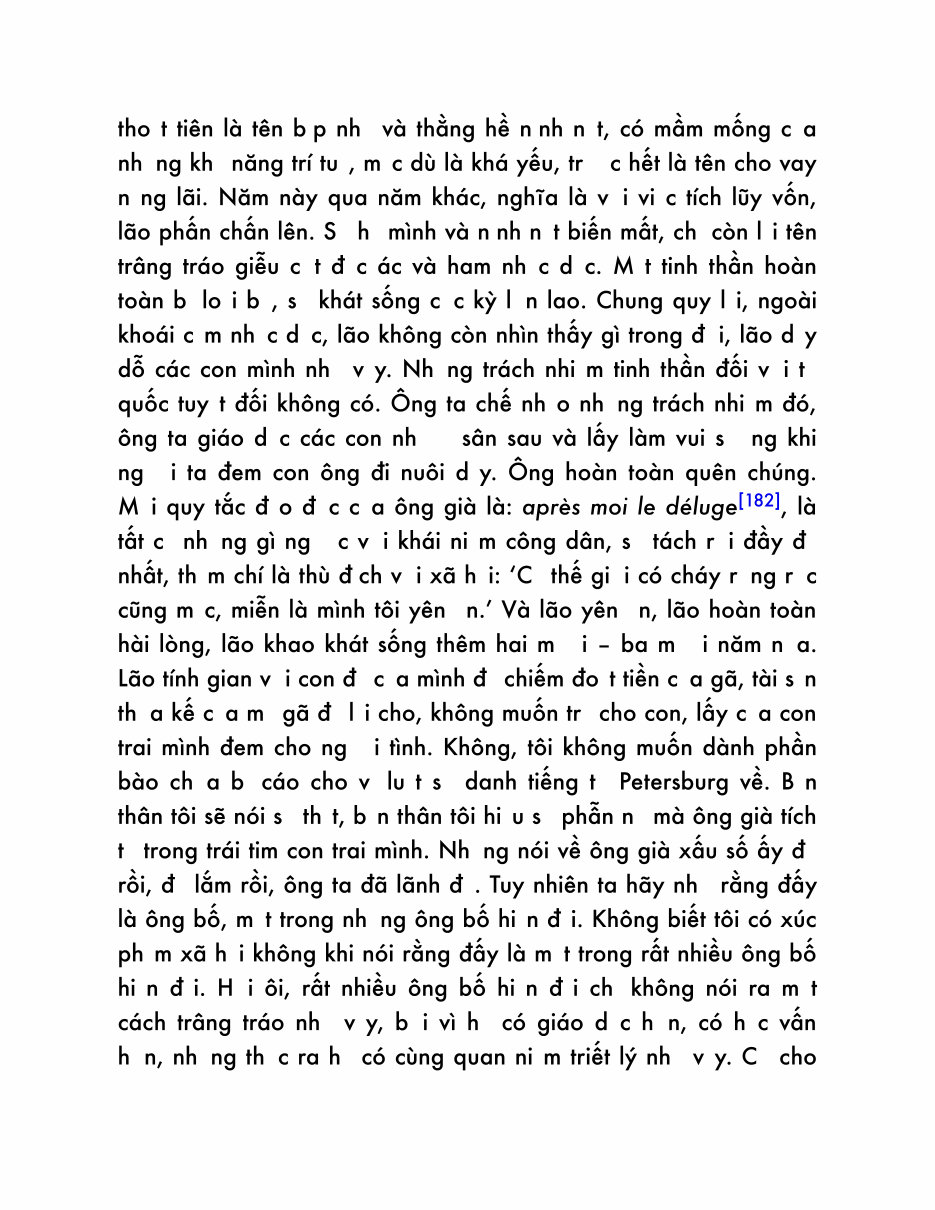 tho t tiên là tên b p nh  và thằng hề n nh n t, có mầm mống c a
nh ng kh  năng trí tu , m c dù là khá yếu, tr  c hết là tên cho vay
n ng lãi. Năm này qua năm khác, nghĩa là v i vi c tích lũy vốn,
lão phấn chấn lên. S  h  mình và n nh n t biến mất, ch  còn l i tên
trâng tráo giễu c t đ c ác và ham nh c d c. M t tinh thần hoàn
toàn b  lo i b , s  khát sống c c kỳ l n lao. Chung quy l i, ngoài
khoái c m nh c d c, lão không còn nhìn thấy gì trong đ i, lão d y
dỗ các con mình nh  v y. Nh ng trách nhi m tinh thần đối v i t
quốc tuy t đối không có. Ông ta chế nh o nh ng trách nhi m đó,
ông ta giáo d c các con nh   sân sau và lấy làm vui s  ng khi
ng  i ta đem con ông đi nuôi d y. Ông hoàn toàn quên chúng.
M i quy tắc đ o đ c c a ông già là: après moi le déluge[182], là
tất c  nh ng gì ng  c v i khái ni m công dân, s  tách r i đầy đ
nhất, th m chí là thù đ ch v i xã h i: ‘C  thế gi i có cháy r ng r c
cũng m c, miễn là mình tôi yên  n.’ Và lão yên  n, lão hoàn toàn
hài lòng, lão khao khát sống thêm hai m  i – ba m  i năm n a.
Lão tính gian v i con đ  c a mình đ  chiếm đo t tiền c a gã, tài s n
th a kế c a m  gã đ  l i cho, không muốn tr  cho con, lấy c a con
trai mình đem cho ng  i tình. Không, tôi không muốn dành phần
bào ch a b  cáo cho v  lu t s  danh tiếng t  Petersburg về. B n
thân tôi sẽ nói s  th t, b n thân tôi hi u s  phẫn n  mà ông già tích
t  trong trái tim con trai mình. Nh ng nói về ông già xấu số ấy đ
rồi, đ  lắm rồi, ông ta đã lãnh đ . Tuy nhiên ta hãy nh  rằng đấy
là ông bố, m t trong nh ng ông bố hi n đ i. Không biết tôi có xúc
ph m xã h i không khi nói rằng đấy là m t trong rất nhiều ông bố
hi n đ i. H i ôi, rất nhiều ông bố hi n đ i ch  không nói ra m t
cách trâng tráo nh  v y, b i vì h  có giáo d c h n, có h c vấn
h n, nh ng th c ra h  có cùng quan ni m triết lý nh  v y. C  cho